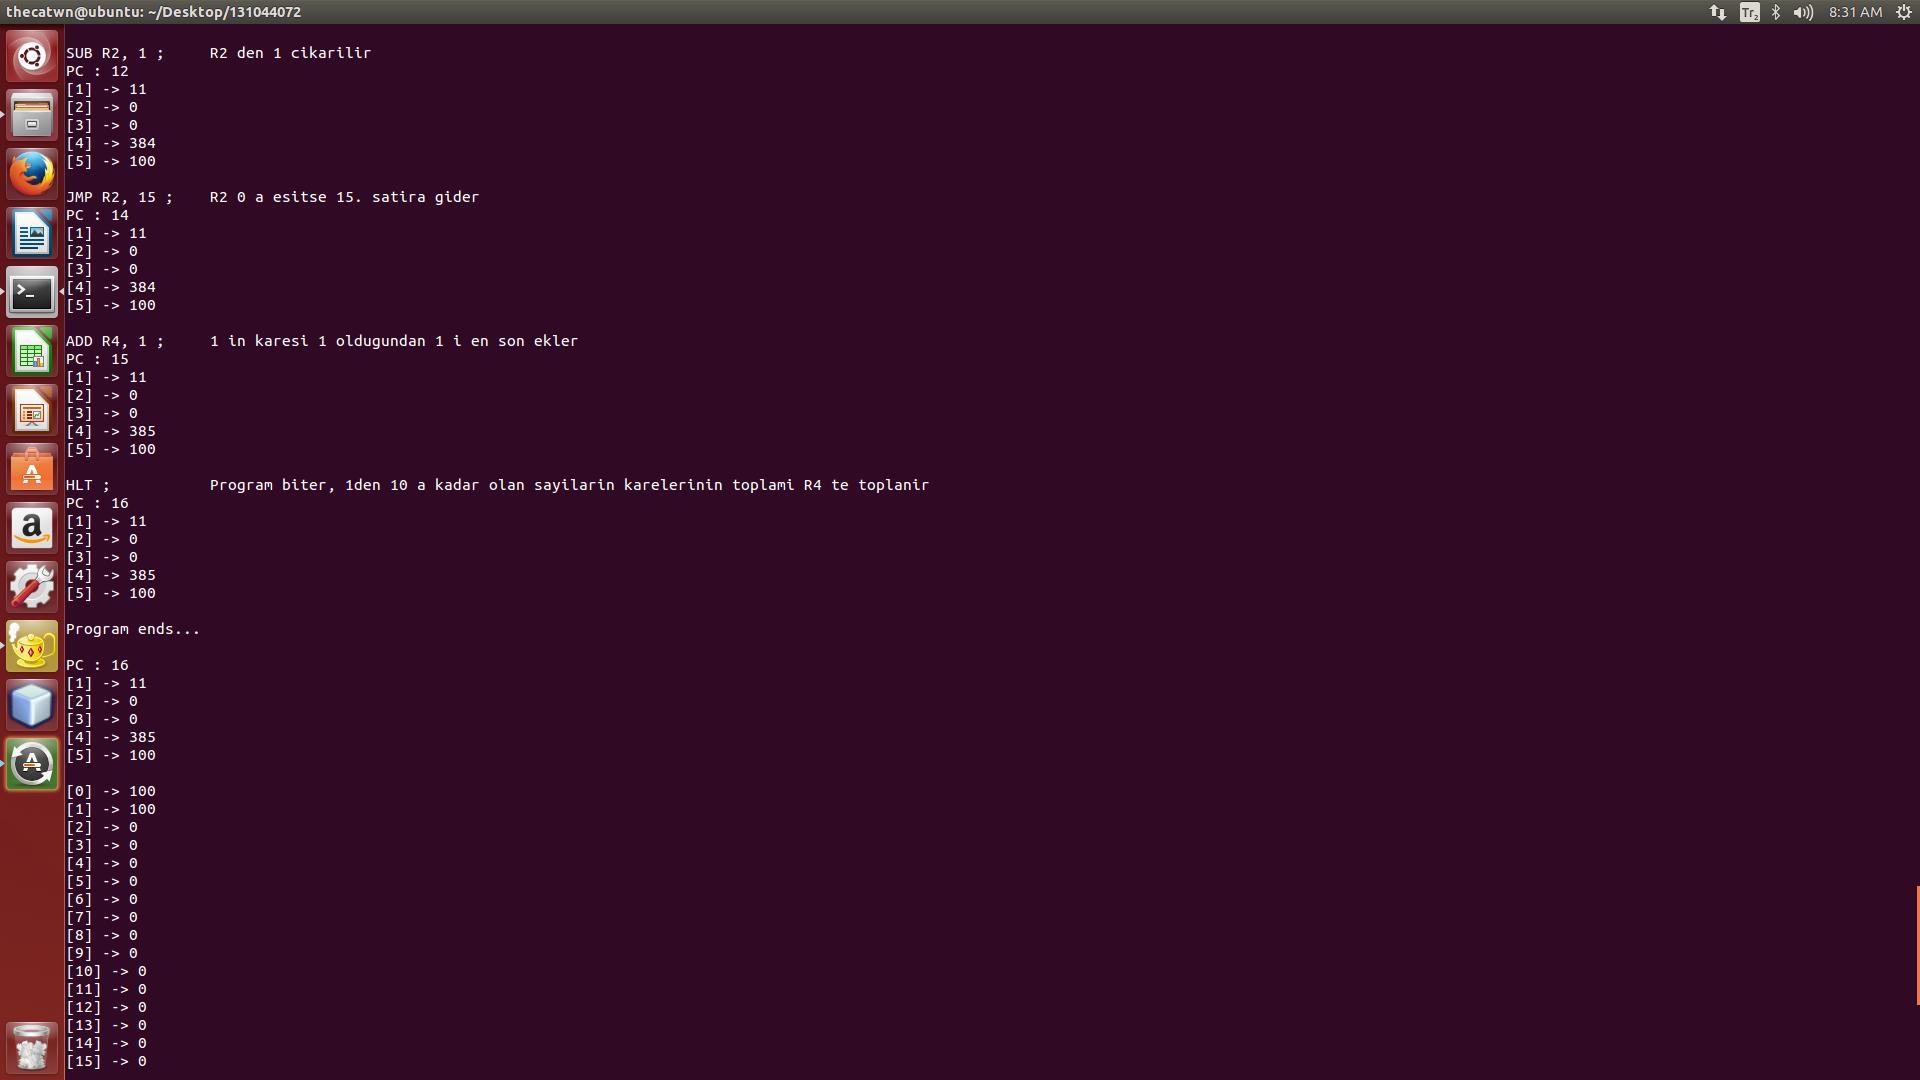 thecatwn@ubuntu: ~/Desktop/131044072
Tr2
8:31 AM
SUB R2, 1 ;     R2 den 1 cikarilir
PC : 12
[1] -> 11
[2] -> 0
[3] -> 0
[4] -> 384
[5] -> 100
JMP R2, 15 ;    R2 0 a esitse 15. satira gider
PC : 14
[1] -> 11
[2] -> 0
[3] -> 0
[4] -> 384
[5] -> 100
ADD R4, 1 ;     1 in karesi 1 oldugundan 1 i en son ekler
PC : 15
[1] -> 11
[2] -> 0
[3] -> 0
[4] -> 385
[5] -> 100
HLT ;           Program biter, 1den 10 a kadar olan sayilarin karelerinin toplami R4 te toplanir
PC : 16
[1] -> 11
[2] -> 0
[3] -> 0
[4] -> 385
[5] -> 100
Program ends...
PC : 16
[1] -> 11
[2] -> 0
[3] -> 0
[4] -> 385
[5] -> 100
[0] -> 100
[1] -> 100
[2] -> 0
[3] -> 0
[4] -> 0
[5] -> 0
[6] -> 0
[7] -> 0
[8] -> 0
[9] -> 0
[10] -> 0
[11] -> 0
[12] -> 0
[13] -> 0
[14] -> 0
[15] -> 0